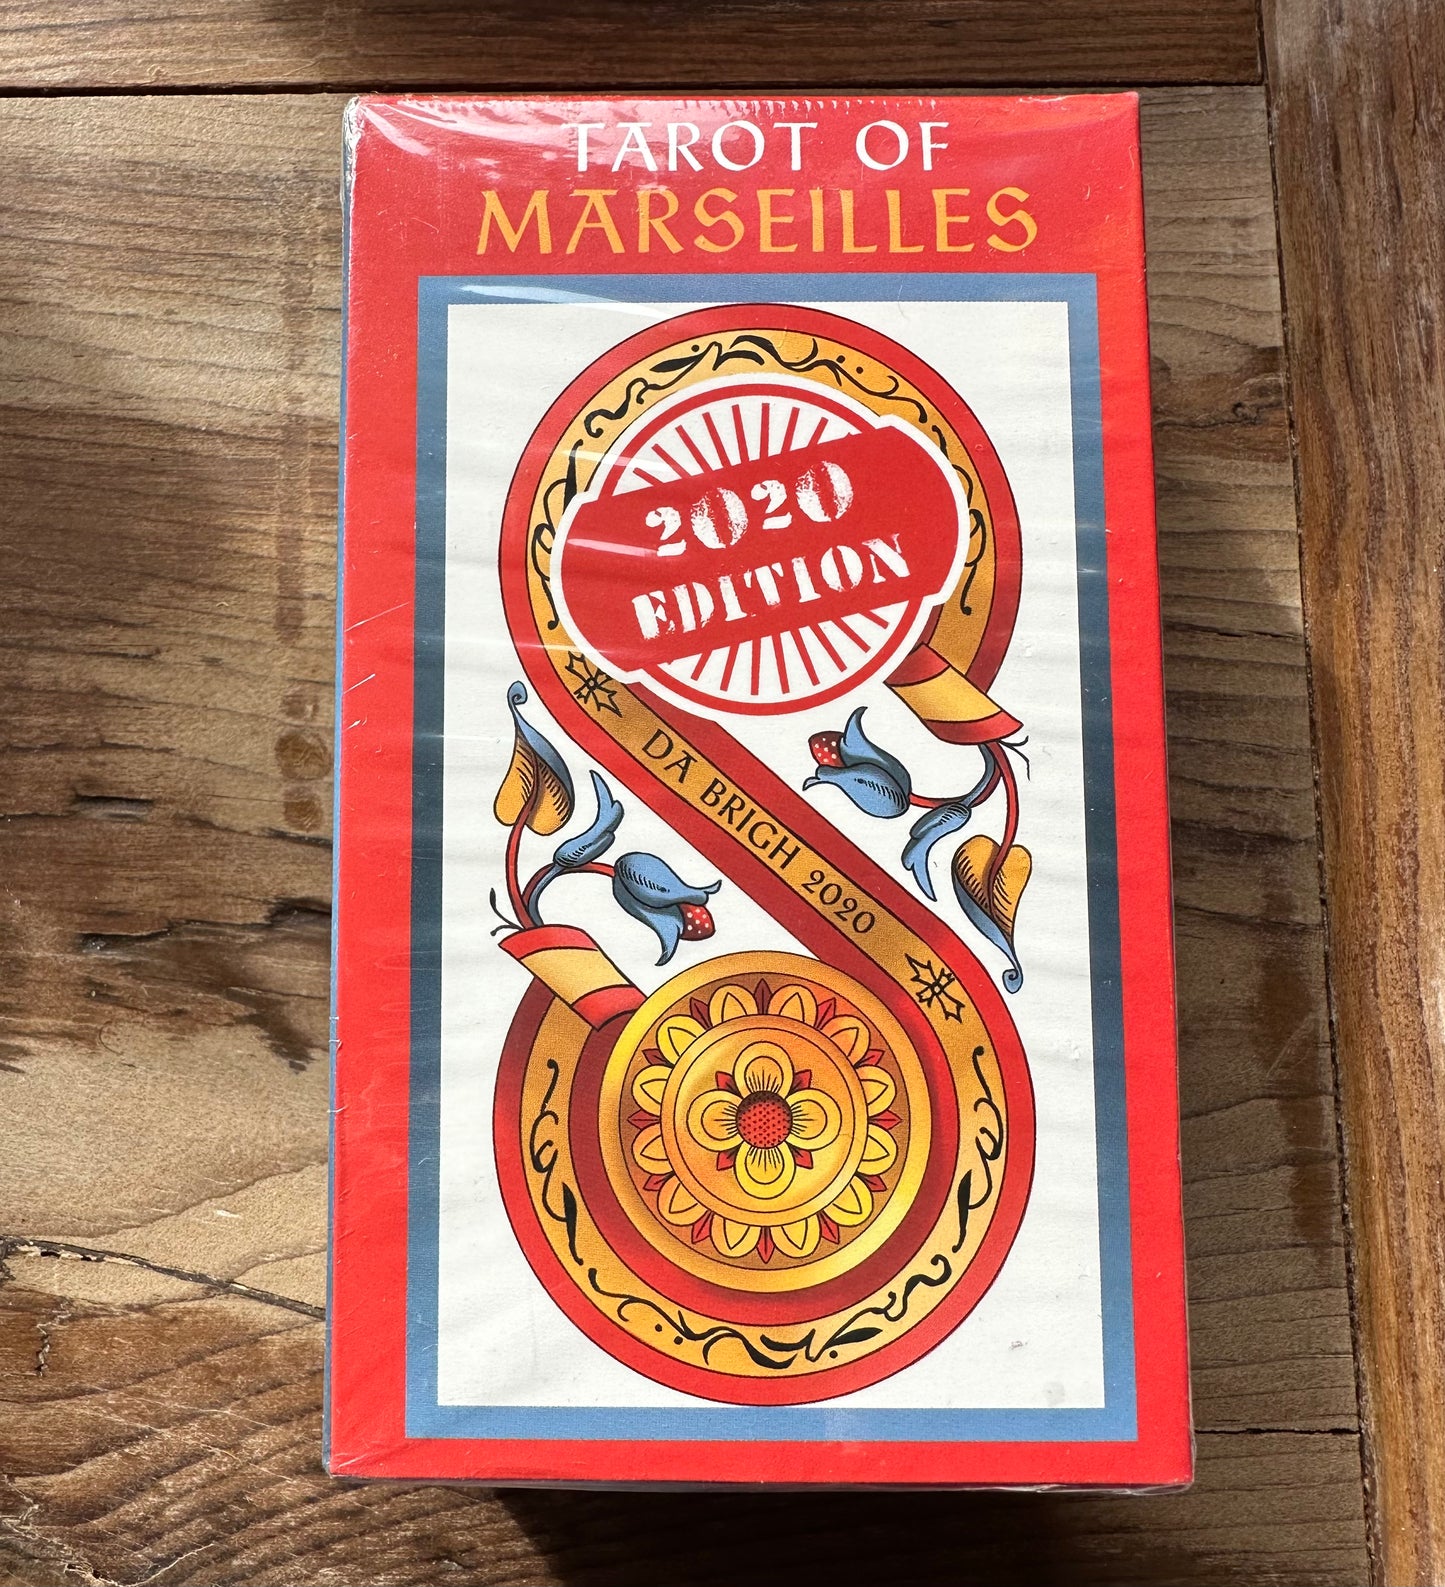 TAROT OF
MARSEILLES
2020
EDITION
DA BRIGH 2020